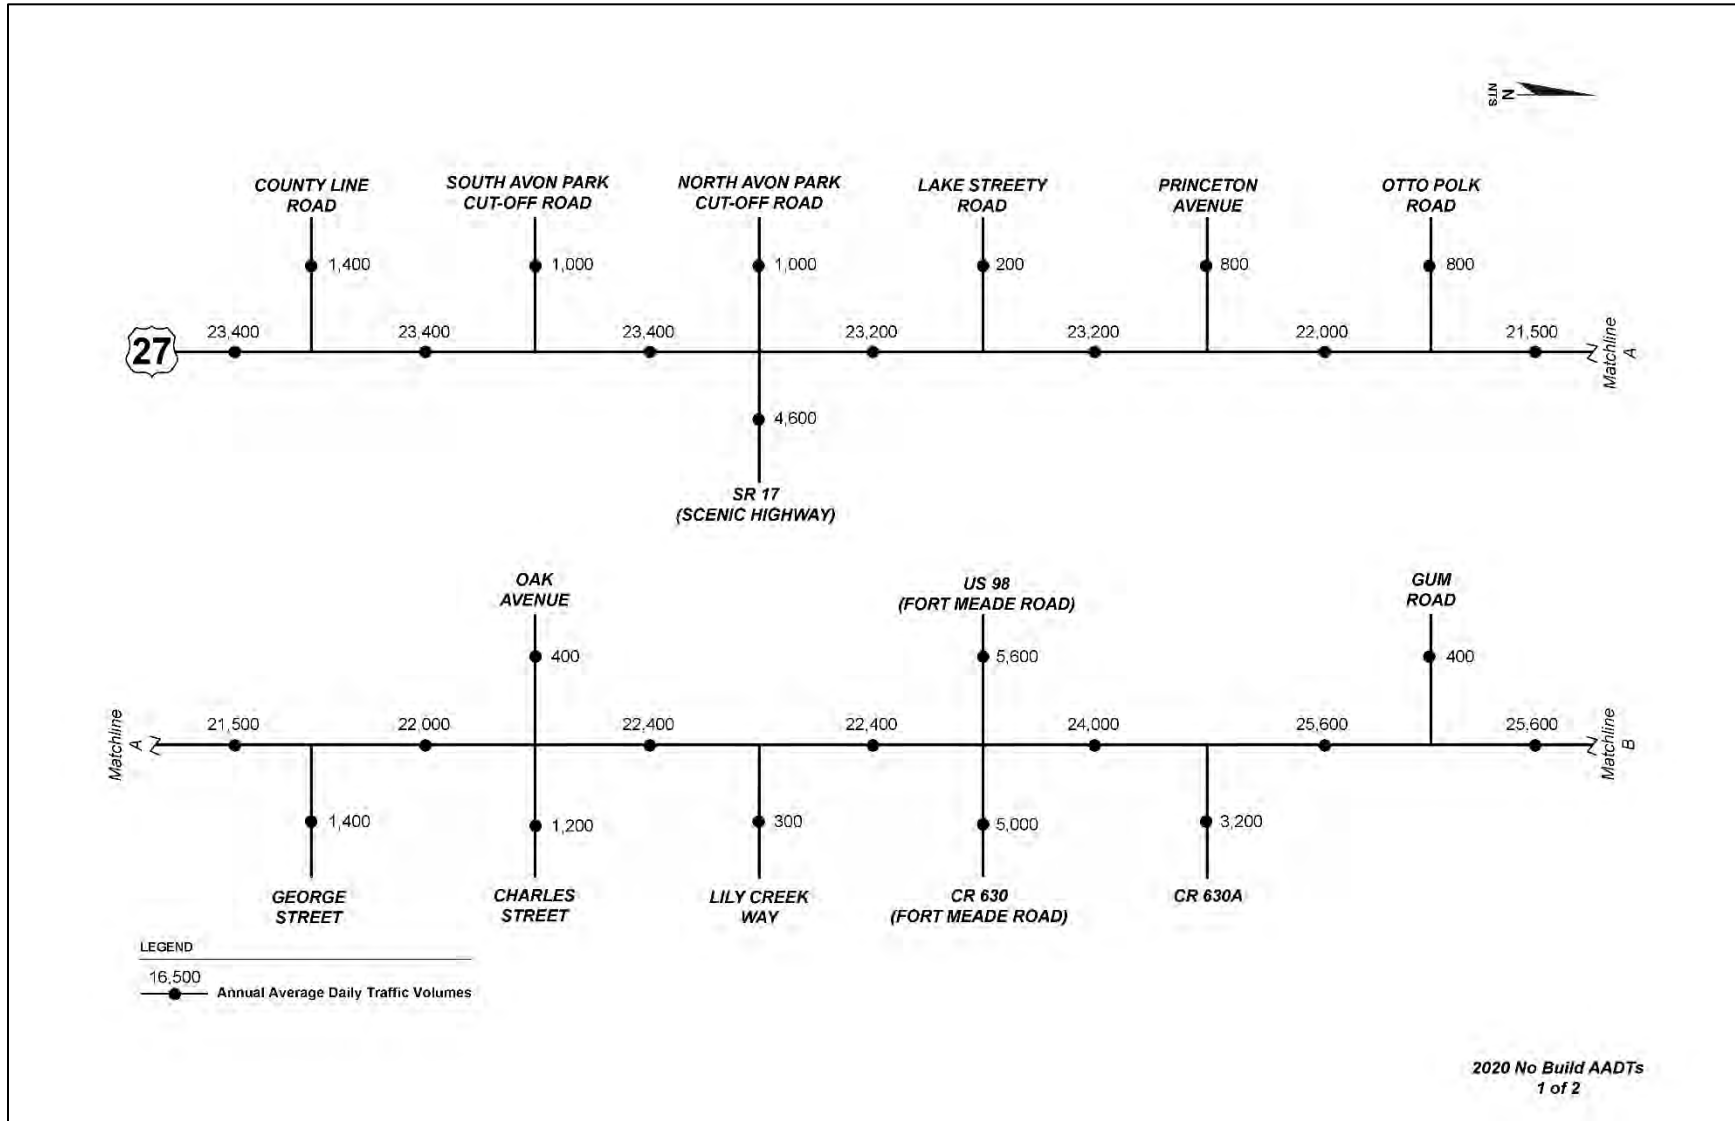 NTS
N
COUNTY LINE
ROAD
SOUTH AVON PARK
CUT-OFF ROAD
NORTH AVON PARK
CUT-OFF ROAD
LAKE STREETY
ROAD
PRINCETON
AVENUE
OTTO POLK
ROAD
1,400
1,000
1,000
200
800
800
27
23,400
23,400
23,400
23,200
23,200
22,000
21,500
Matchline
A
4,600
SR 17
(SCENIC HIGHWAY)
OAK
AVENUE
US 98
(FORT MEADE ROAD)
GUM
ROAD
400
5,600
400
Matchline
A
21,500
22,000
22,400
22,400
24,000
25,600
25,600
Matchline
B
1,400
1,200
300
5,000
3,200
GEORGE
STREET
CHARLES
STREET
LILY CREEK
WAY
CR 630
(FORT MEADE ROAD)
CR 630A
LEGEND
16,500
Annual Average Daily Traffic Volumes
2020 No Build AADTs
1 of 2